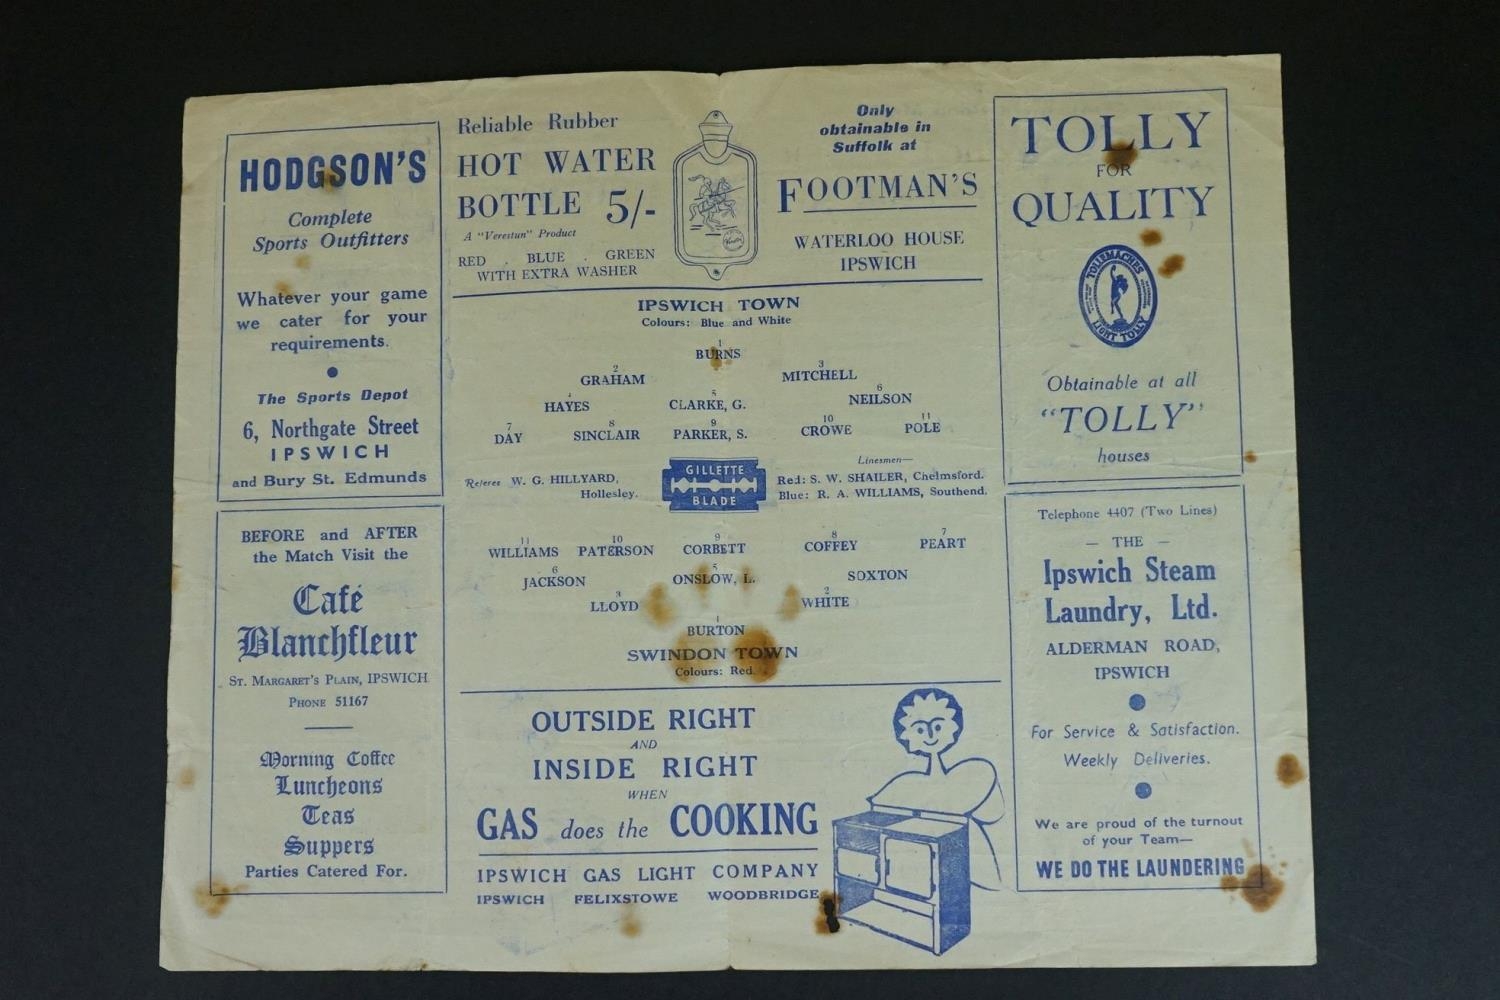 HODGSON'S
Complete
Sports Outfitters
Whatever your game
we cater for your
requirements.
The Sports Depot
6, Northgate Street
IPSWICH
and Bury St. Edmunds
BEFORE and AFTER
the Match Visit the
Café
Blanchfleur
ST. MARGARET'S PLAIN, IPSWICH
PHONE 51167
Morning Coffee
Luncheons
Teas
Suppers
Parties Catered For.
Reliable Rubber
HOT WATER
BOTTLE 5/-
A "Verestun" Product
RED . BLUE . GREEN
WITH EXTRA WASHER
Only
obtainable in
Suffolk at
FOOTMAN'S
WATERLOO HOUSE
IPSWICH
IPSWICH TOWN
Colours: Blue and White
1
BURNS
2 3
GRAHAM MITCHELL
4 5 6
HAYES CLARKE, G. NEILSON
7 8 9 10 11
DAY SINCLAIR PARKER, S. CROWE POLE
Referee W. G. HILLYARD,
Hollesley.
GILLETTE
BLADE
Linesmen—
Red: S. W. SHAILER, Chelmsford.
Blue: R. A. WILLIAMS, Southend.
11 10 9 8 7
WILLIAMS PATERSON CORBETT COFFEY PEART
6 5
JACKSON ONSLOW, L. SOXTON
3 2
LLOYD WHITE
1
BURTON
SWINDON TOWN
Colours: Red.
OUTSIDE RIGHT
AND
INSIDE RIGHT
WHEN
GAS does the COOKING
IPSWICH GAS LIGHT COMPANY
IPSWICH FELIXSTOWE WOODBRIDGE
TOLLY
FOR
QUALITY
TOLLEMACHES
LIGHT TOLLY
Obtainable at all
"TOLLY"
houses
Telephone 4407 (Two Lines)
— THE —
Ipswich Steam
Laundry, Ltd.
ALDERMAN ROAD,
IPSWICH
For Service & Satisfaction.
Weekly Deliveries.
We are proud of the turnout
of your Team—
WE DO THE LAUNDERING